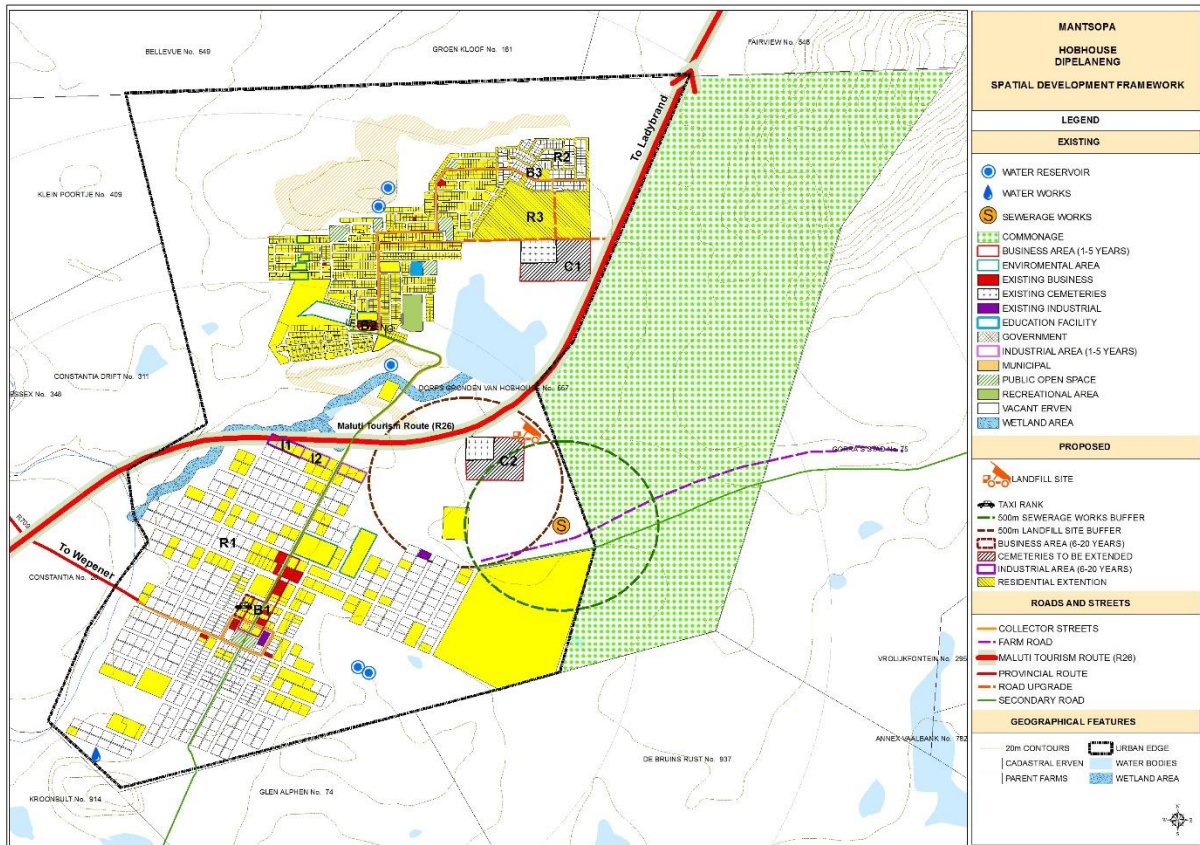 BELLEVUE No. 549
GROEN KLOOF No. 161
FAIRVIEW No. 548
To Ladybrand
KLEIN POORTJE No. 409
R2
B3
R3
C1
CONSTANTIA DRIFT No. 311
ESSEX No. 348
DORPS GRONDEN VAN HOBHOUSE No. 667
Maluti Tourism Route (R26)
I1
I2
C2
S
R709
To Wepener
R1
B1
CONSTANTIA No.
VROLIJKFONTEIN No. 295
ANNEX VAALBANK No. 782
DE BRUINS RUST No. 937
GLEN ALPHEN No. 74
KROONBULT No. 914
MANTSOPA
HOBHOUSE
DIPELANENG
SPATIAL DEVELOPMENT FRAMEWORK
LEGEND
EXISTING
WATER RESERVOIR
WATER WORKS
S SEWERAGE WORKS
COMMONAGE
BUSINESS AREA (1-5 YEARS)
ENVIROMENTAL AREA
EXISTING BUSINESS
EXISTING CEMETERIES
EXISTING INDUSTRIAL
EDUCATION FACILITY
GOVERNMENT
INDUSTRIAL AREA (1-5 YEARS)
MUNICIPAL
PUBLIC OPEN SPACE
RECREATIONAL AREA
VACANT ERVEN
WETLAND AREA
PROPOSED
LANDFILL SITE
TAXI RANK
500m SEWERAGE WORKS BUFFER
500m LANDFILL SITE BUFFER
BUSINESS AREA (6-20 YEARS)
CEMETERIES TO BE EXTENDED
INDUSTRIAL AREA (6-20 YEARS)
RESIDENTIAL EXTENTION
ROADS AND STREETS
COLLECTOR STREETS
FARM ROAD
MALUTI TOURISM ROUTE (R26)
PROVINCIAL ROUTE
ROAD UPGRADE
SECONDARY ROAD
GEOGRAPHICAL FEATURES
20m CONTOURS
CADASTRAL ERVEN
PARENT FARMS
URBAN EDGE
WATER BODIES
WETLAND AREA
N
W
E
S